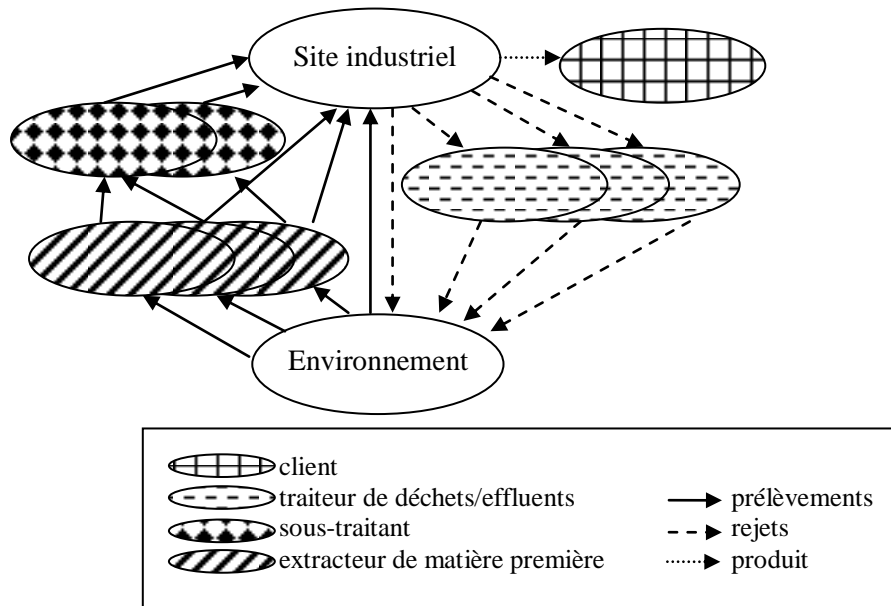 Site industriel
Environnement
client
traiteur de déchets/effluents
sous-traitant
extracteur de matière première
prélèvements
rejets
produit